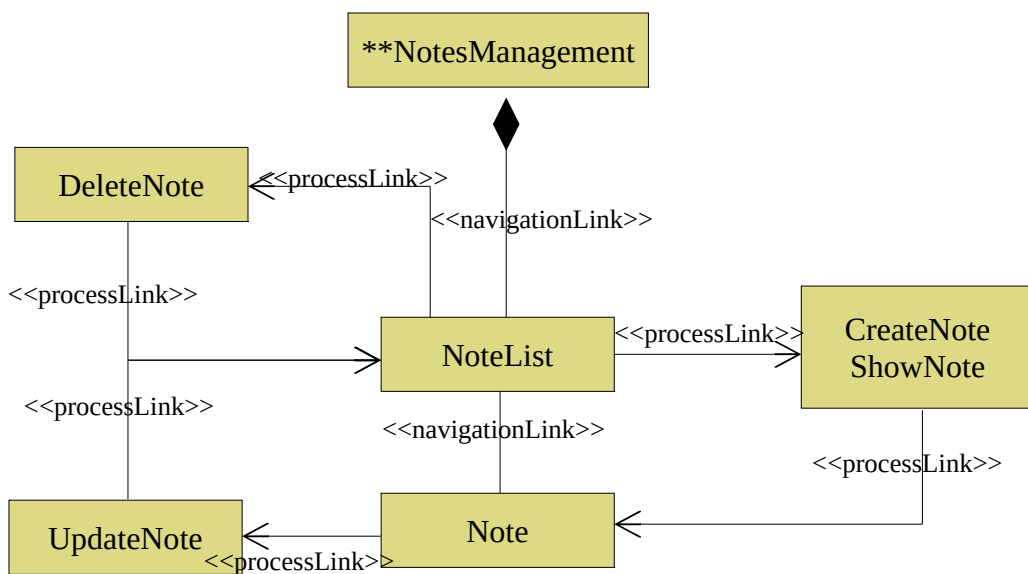 **NotesManagement
DeleteNote
<<processLink>>
<<navigationLink>>
<<processLink>>
NoteList
<<processLink>>
CreateNote
ShowNote
<<processLink>>
<<navigationLink>>
<<processLink>>
UpdateNote
Note
<<processLink>>